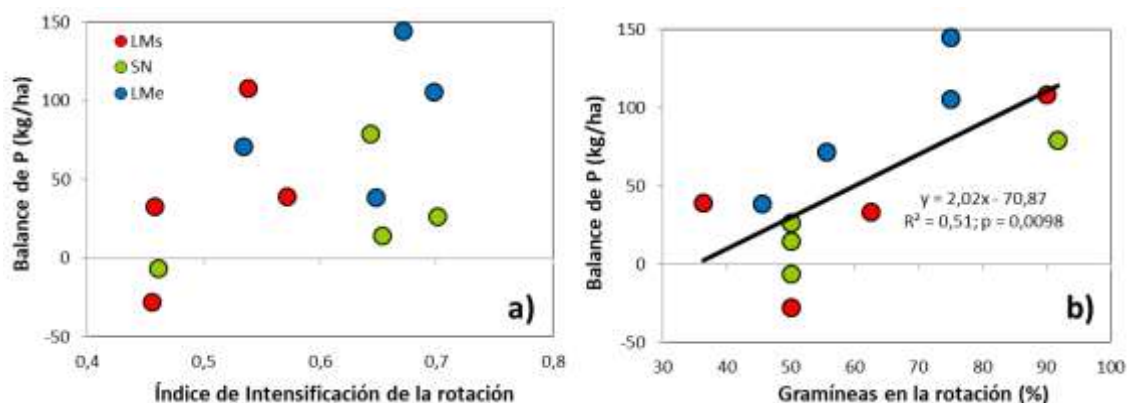 150
100
50
0
-50
Balance de P (kg/ha)
LMs
SN
LMe
a)
0,4 0,5 0,6 0,7 0,8
Índice de Intensificación de la rotación
150
100
50
0
-50
Balance de P (kg/ha)
y = 2,02x - 70,87
R² = 0,51; p = 0,0098
b)
30 40 50 60 70 80 90 100
Gramíneas en la rotación (%)